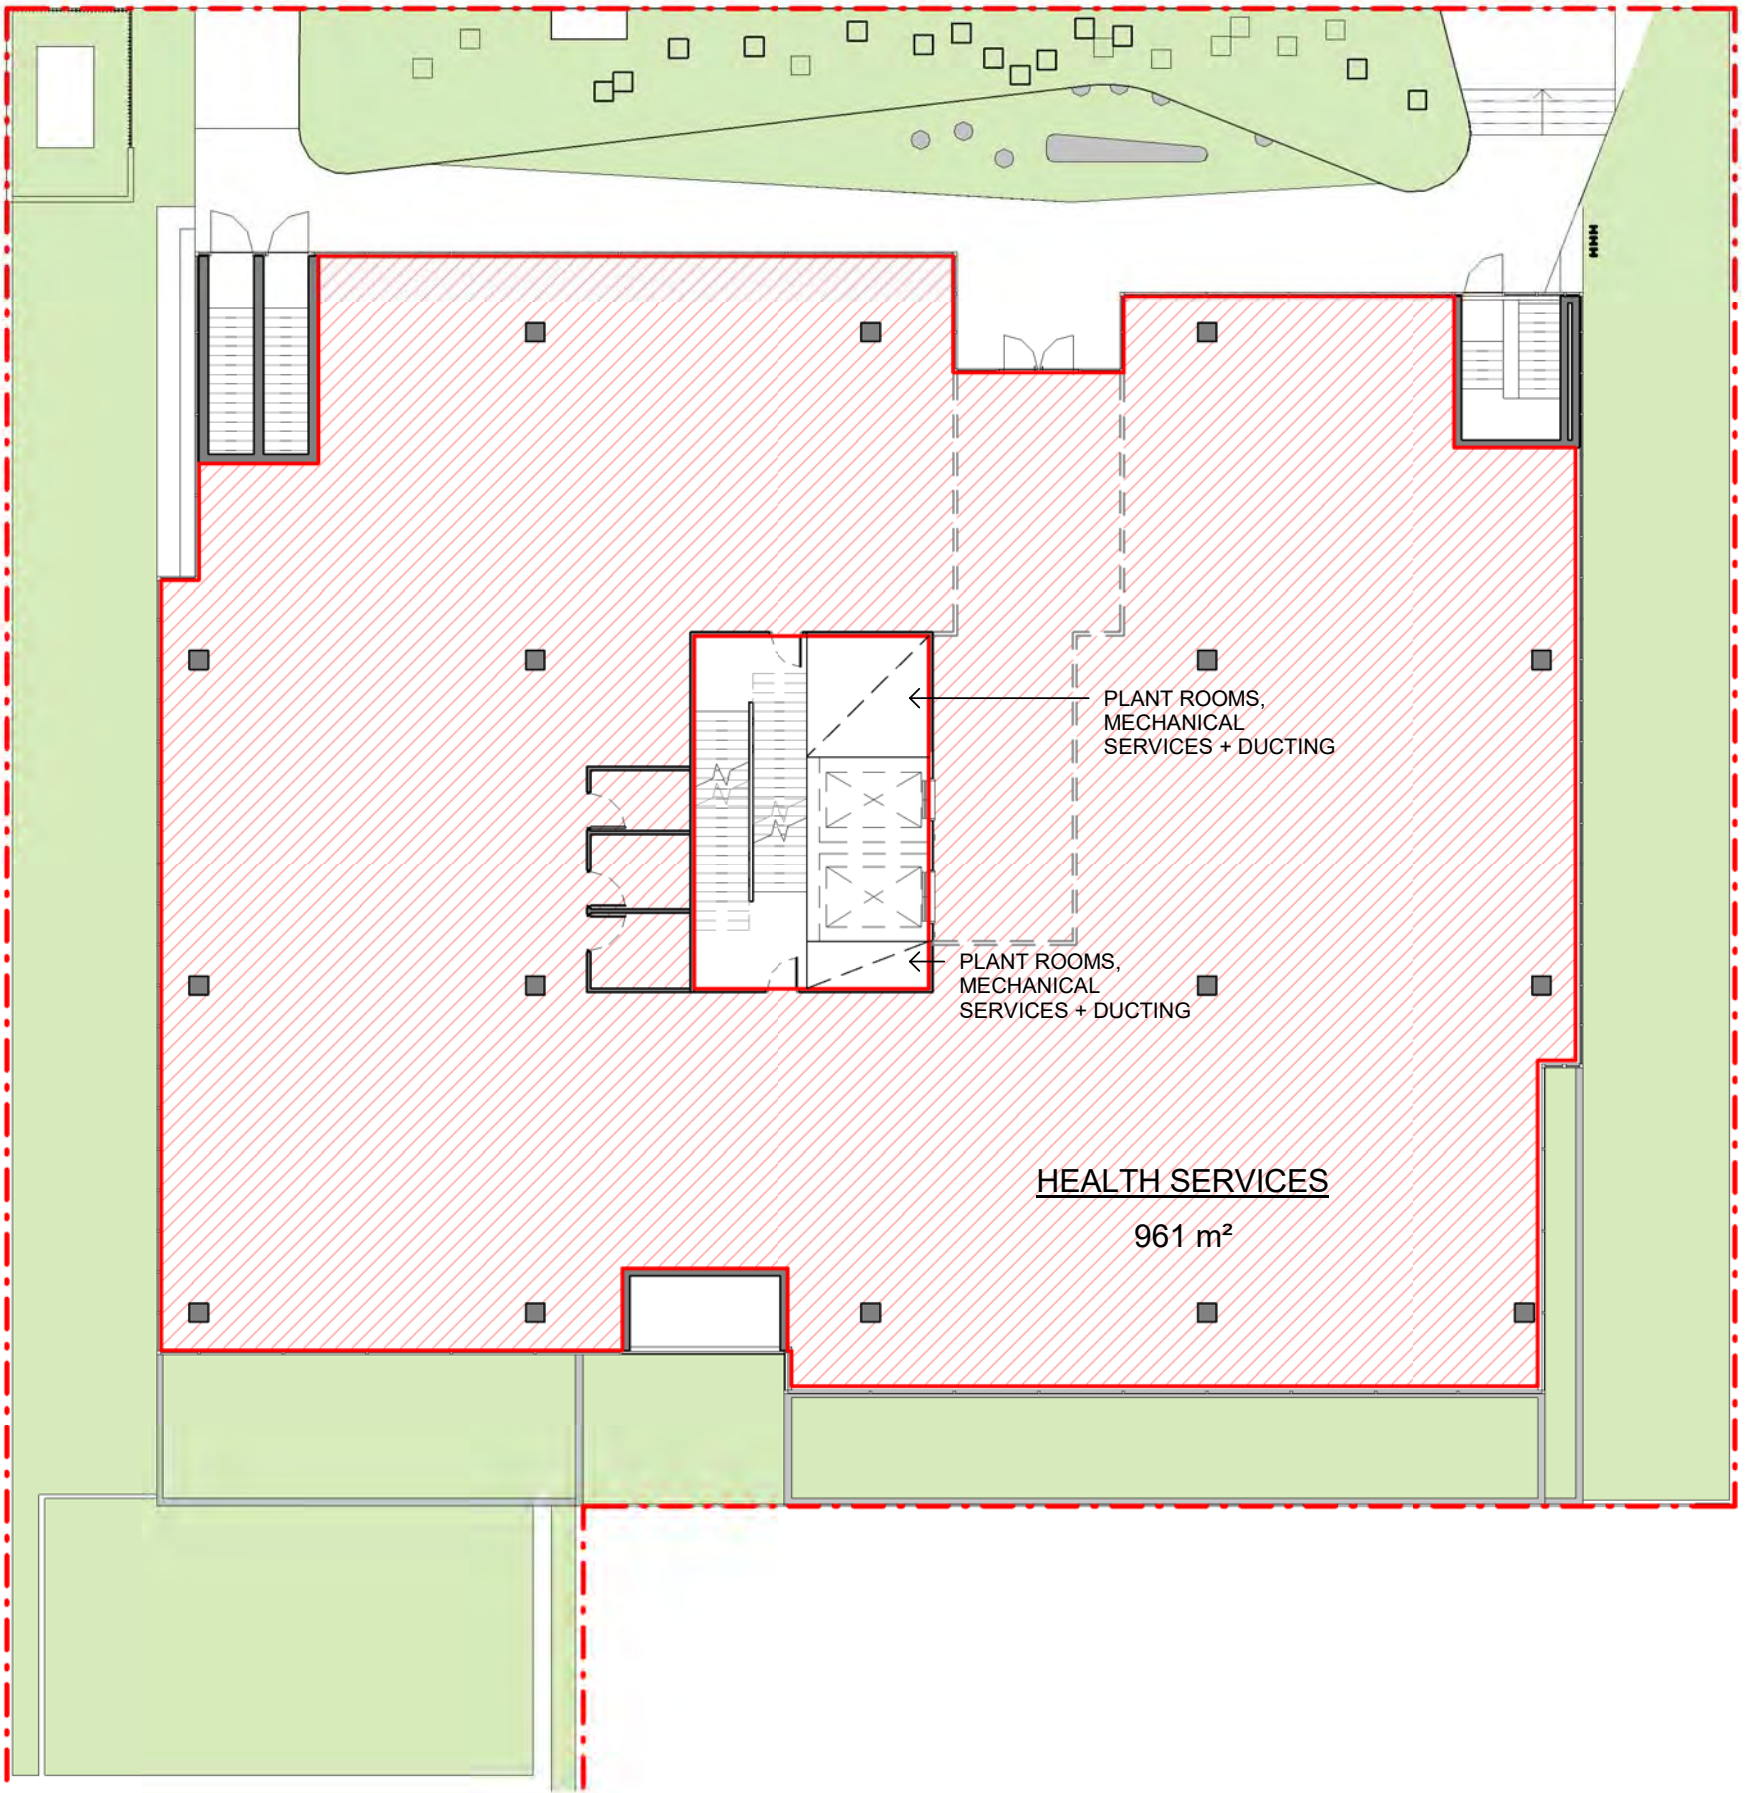 PLANT ROOMS,
MECHANICAL
SERVICES + DUCTING
PLANT ROOMS,
MECHANICAL
SERVICES + DUCTING
HEALTH SERVICES
961 m²